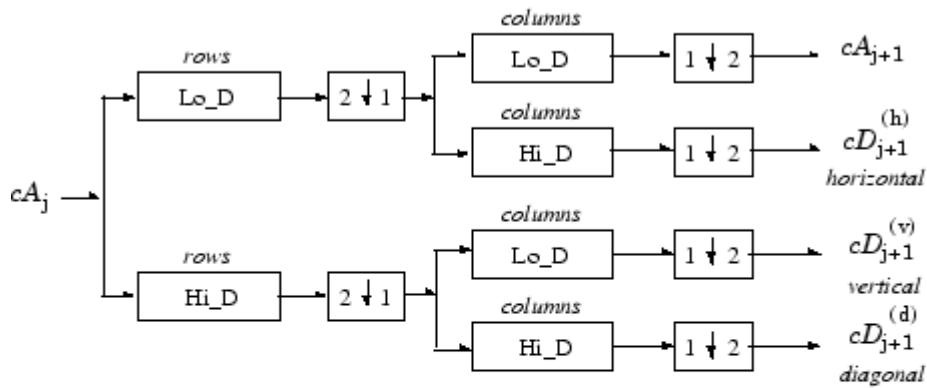 columns
rows
Lo_D
1 ↓ 2
cA_{j+1}
Lo_D
2 ↓ 1
columns
Hi_D
1 ↓ 2
cD_{j+1}^{(h)}
horizontal
cA_j
columns
rows
Lo_D
1 ↓ 2
cD_{j+1}^{(v)}
vertical
Hi_D
2 ↓ 1
columns
Hi_D
1 ↓ 2
cD_{j+1}^{(d)}
diagonal